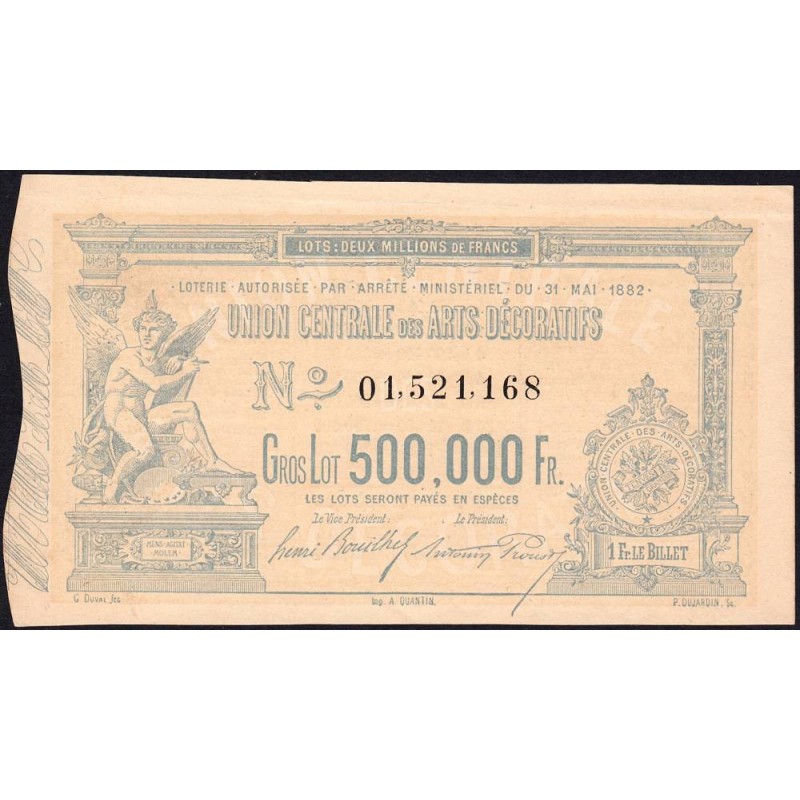 LOTS : DEUX MILLIONS DE FRANCS
LOTERIE - AUTORISÉE - PAR - ARRÊTÉ - MINISTÉRIEL - DU - 31 - MAI - 1882 -
UNION CENTRALE DES ARTS DÉCORATIFS
No 01,521,168
GROS LOT 500,000 FR.
LES LOTS SERONT PAYÉS EN ESPÈCES
Le Vice Président : Le Président :
Henri Bouilhet Antonin Proust
MENS - AGITAT
- MOLEM -
UNION - CENTRALE - DES - ARTS - DÉCORATIFS
1 FR. LE BILLET
G. DUVAL
Imp. A. QUANTIN.
P. DUJARDIN. Sc.